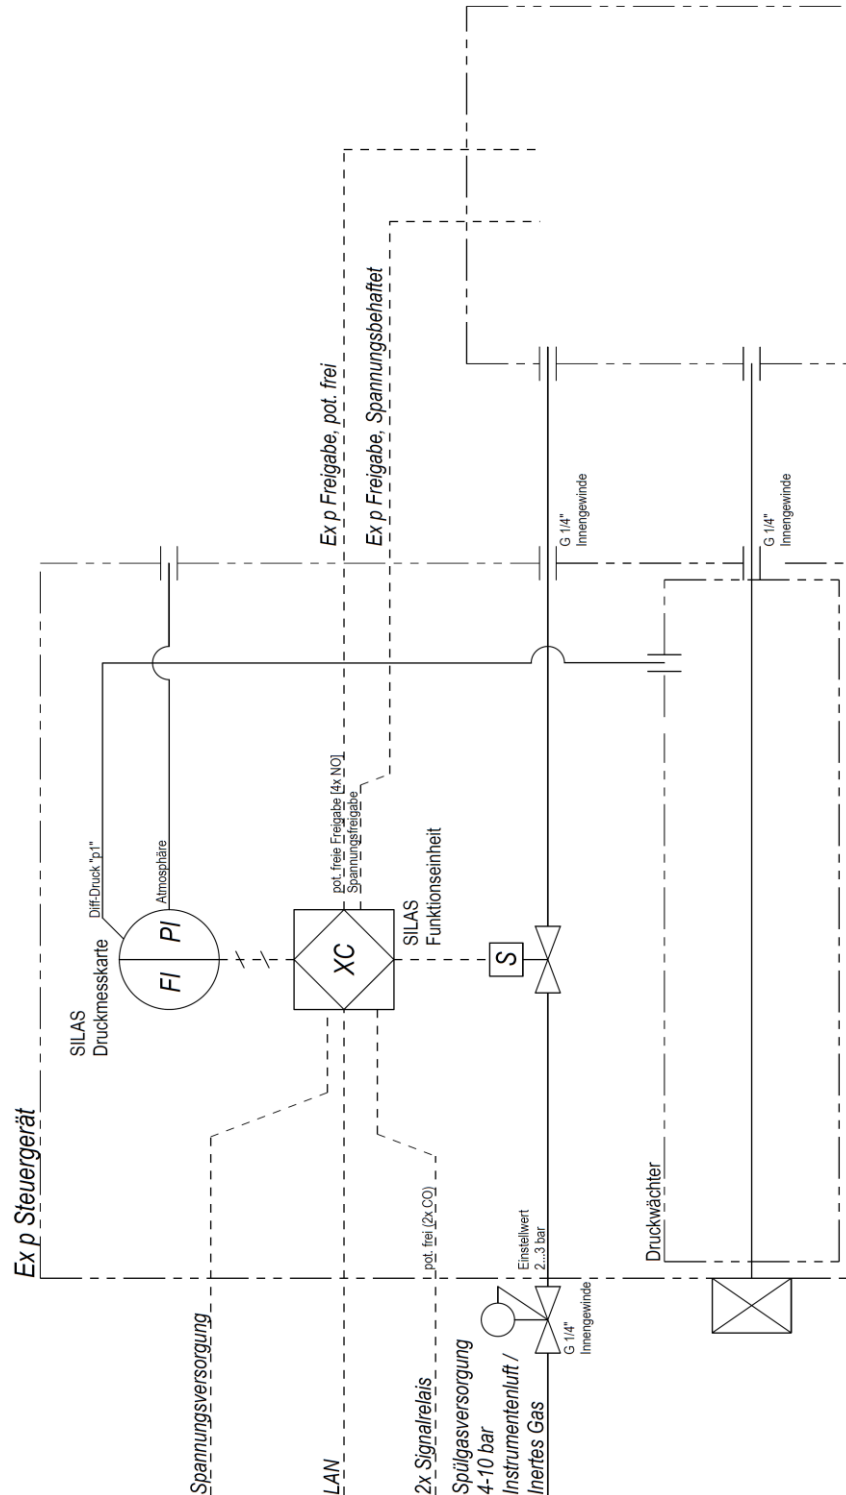 Ex p Steuergerät
SILAS
Druckmesskarte
FI
PI
Diff-Druck "p1"
Atmosphäre
XC
SILAS
Funktionseinheit
pot. freie Freigabe [4x NO]
Spannungsfreigabe
Ex p Freigabe, pot. frei
Ex p Freigabe, Spannungsbehaftet
S
Spannungsversorgung
LAN
2x Signalrelais
pot. frei (2x CO)
Spülgasversorgung
4-10 bar
Instrumentenluft /
Inertes Gas
Einstellwert
2...3 bar
G 1/4"
Innengewinde
G 1/4"
Innengewinde
G 1/4"
Innengewinde
Druckwächter